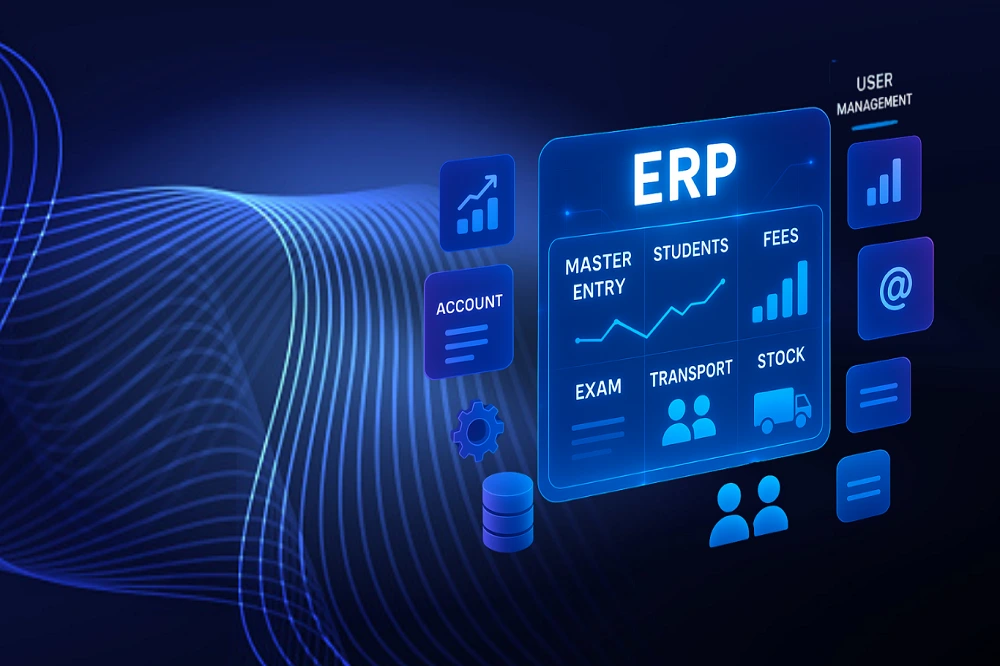 USER
MANAGEMENT
ERP
MASTER
ENTRY
STUDENTS
FEES
ACCOUNT
EXAM
TRANSPORT
STOCK
@